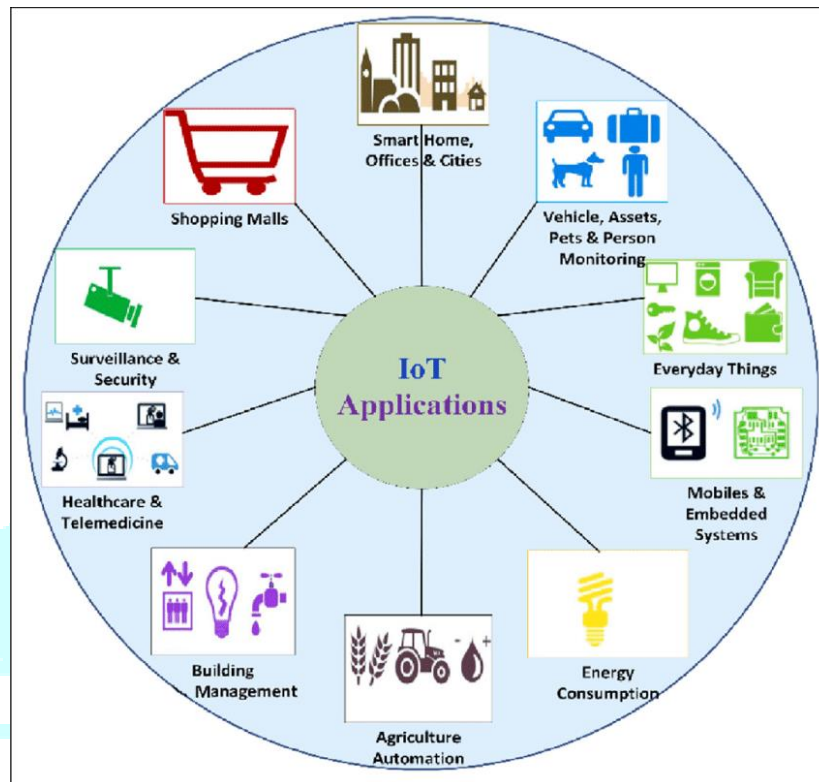 Smart Home,
Offices & Cities
Shopping Malls
Vehicle, Assets,
Pets & Person
Monitoring
Surveillance &
Security
IoT
Applications
Everyday Things
Healthcare &
Telemedicine
Mobiles &
Embedded
Systems
Building
Management
Energy
Consumption
Agriculture
Automation